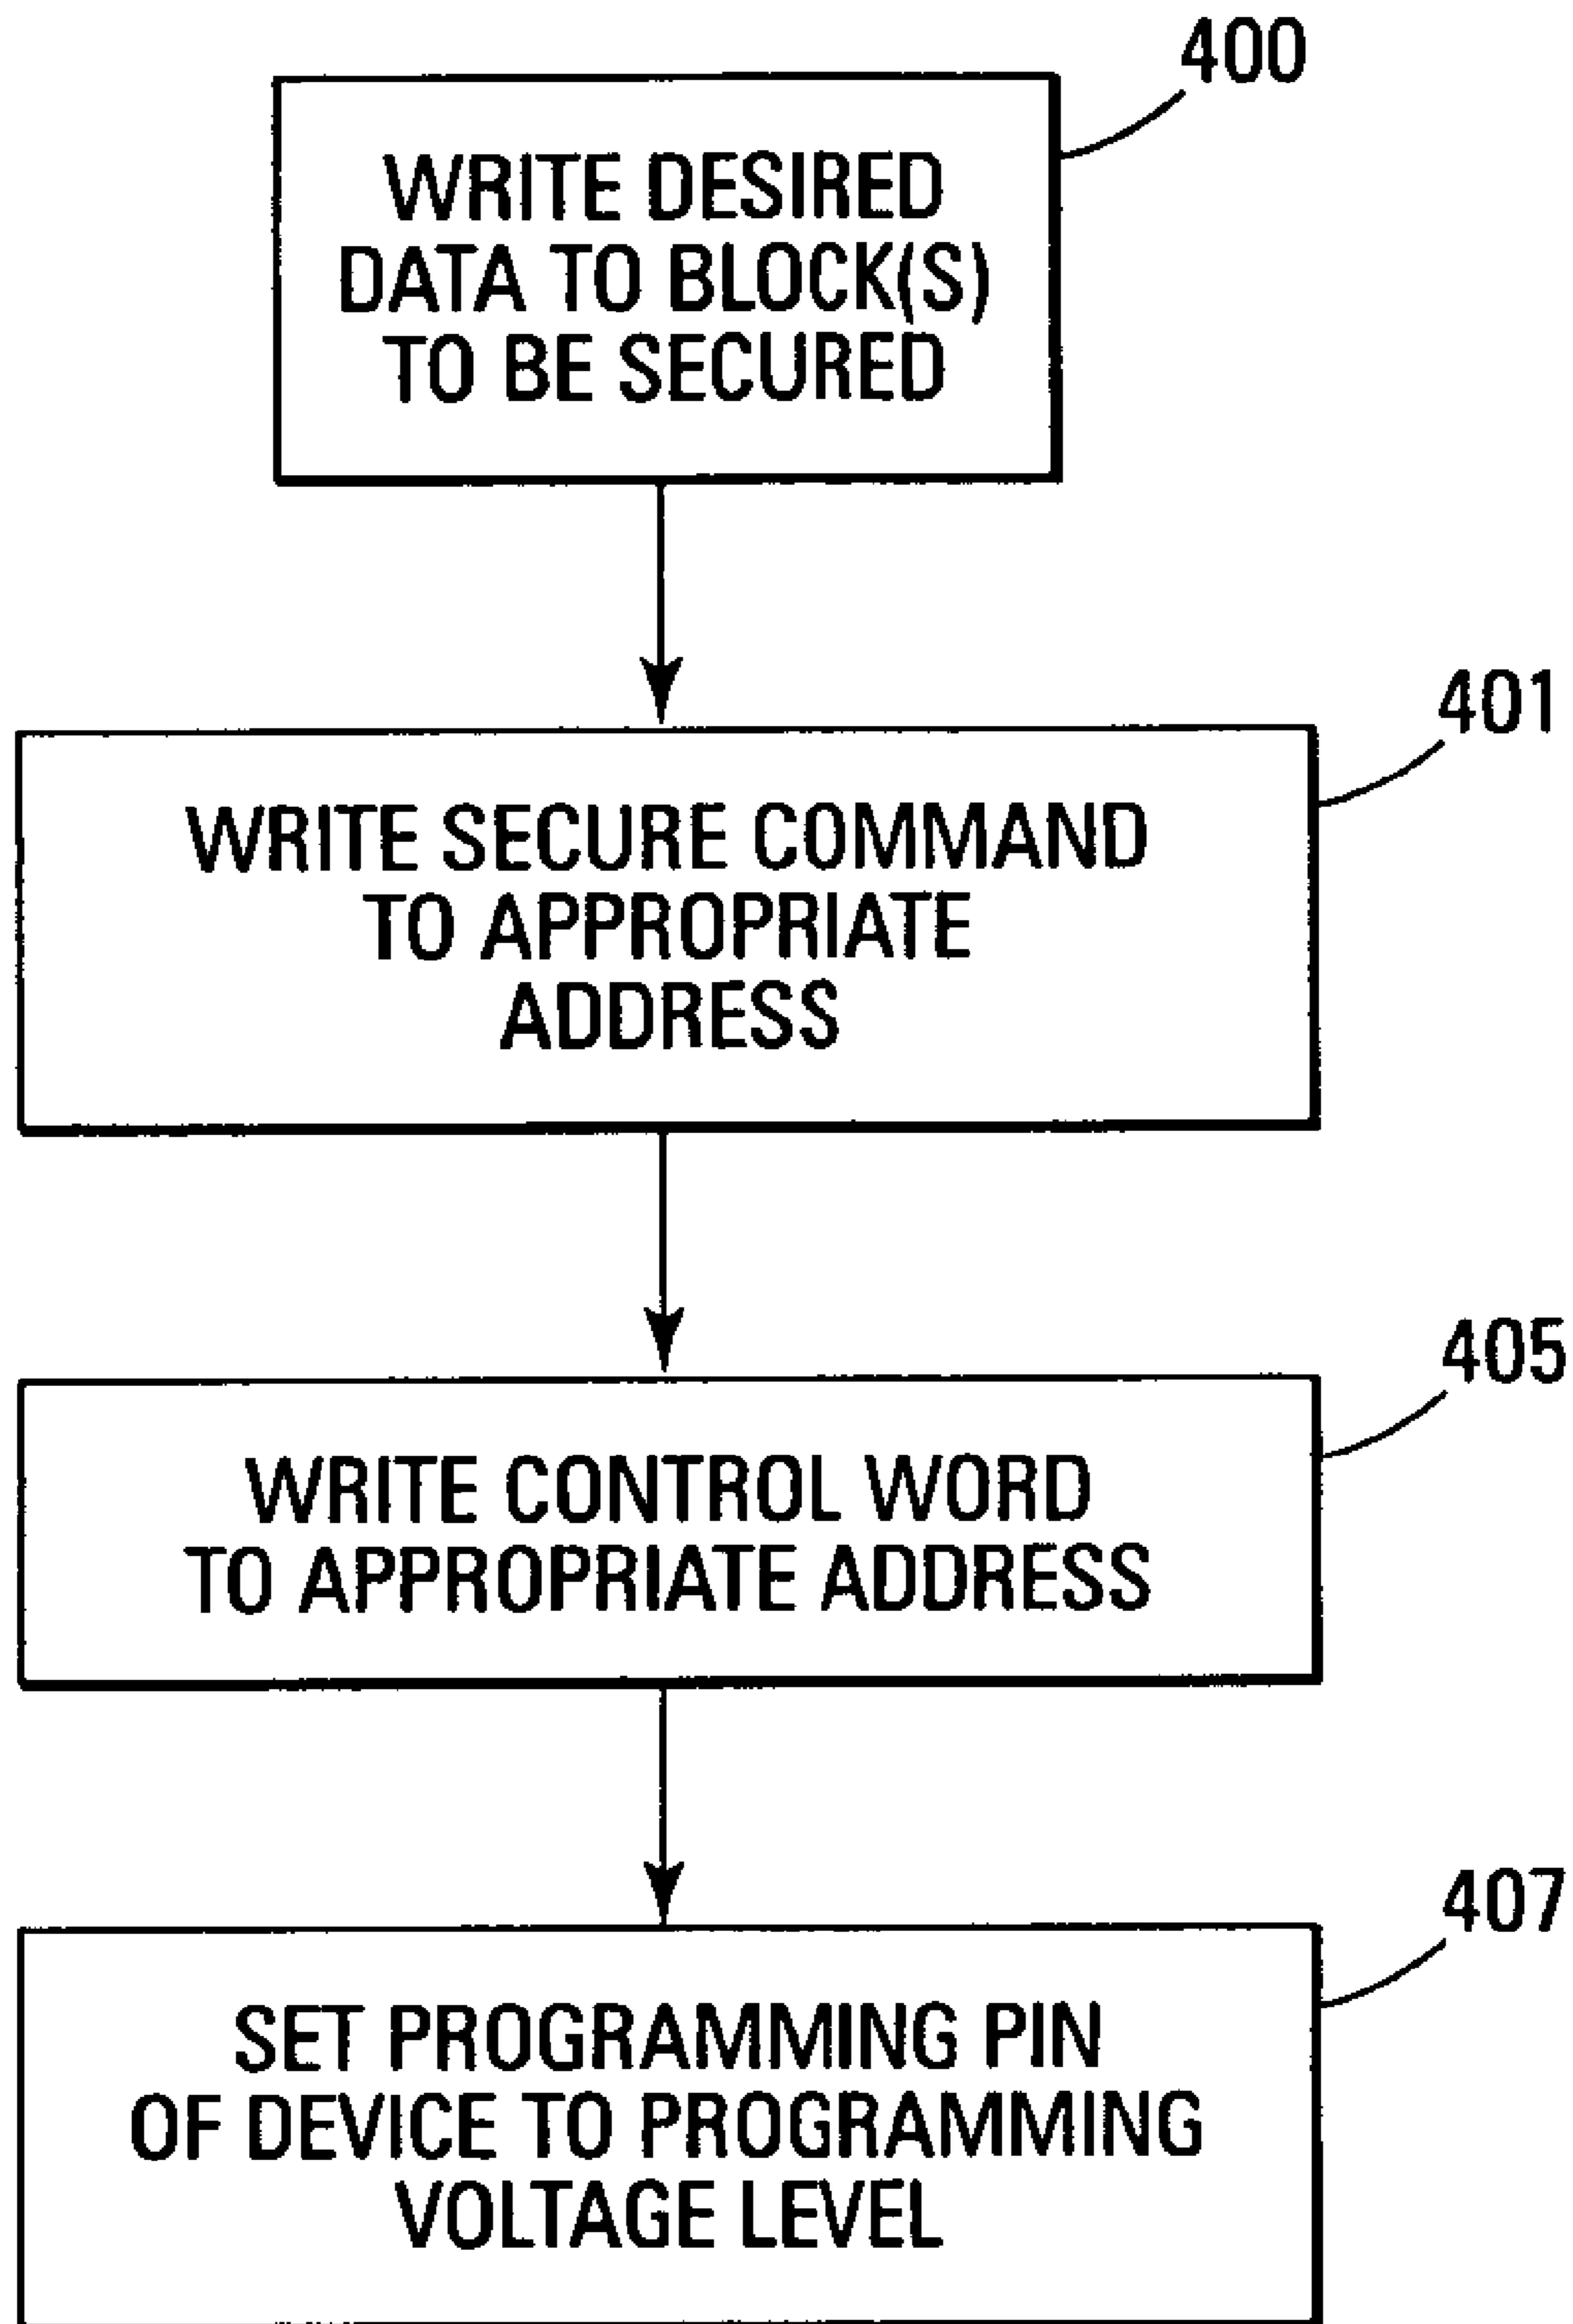 400
WRITE DESIRED
DATA TO BLOCK(S)
TO BE SECURED
401
WRITE SECURE COMMAND
TO APPROPRIATE
ADDRESS
405
WRITE CONTROL WORD
TO APPROPRIATE ADDRESS
407
SET PROGRAMMING PIN
OF DEVICE TO PROGRAMMING
VOLTAGE LEVEL